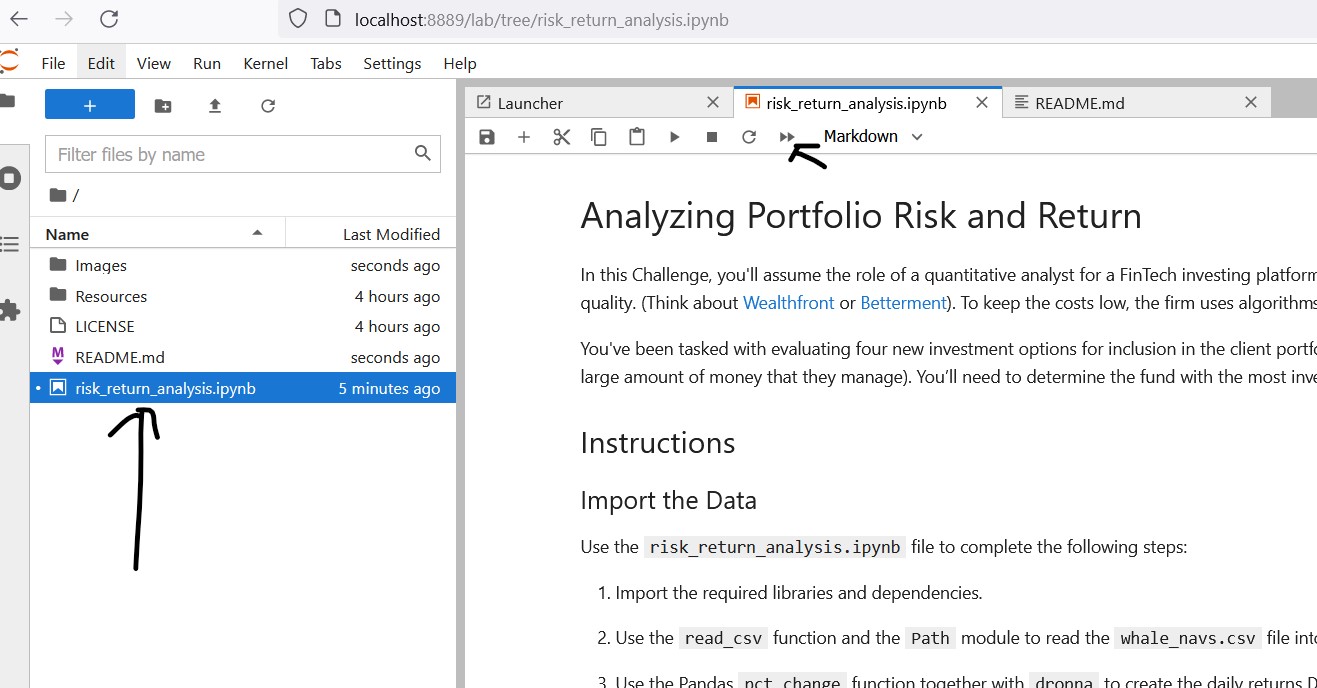 localhost:8889/lab/tree/risk_return_analysis.ipynb
File Edit View Run Kernel Tabs Settings Help
Launcher risk_return_analysis.ipynb README.md
Filter files by name
Markdown
/
Name Last Modified
Images seconds ago
Resources 4 hours ago
LICENSE 4 hours ago
README.md seconds ago
risk_return_analysis.ipynb 5 minutes ago
Analyzing Portfolio Risk and Return
In this Challenge, you'll assume the role of a quantitative analyst for a FinTech investing platform
quality. (Think about Wealthfront or Betterment). To keep the costs low, the firm uses algorithms
You've been tasked with evaluating four new investment options for inclusion in the client portfo
large amount of money that they manage). You’ll need to determine the fund with the most inve
Instructions
Import the Data
Use the risk_return_analysis.ipynb file to complete the following steps:
1. Import the required libraries and dependencies.
2. Use the read_csv function and the Path module to read the whale_navs.csv file into
3. Use the Pandas pct_change function together with dropna to create the daily returns D